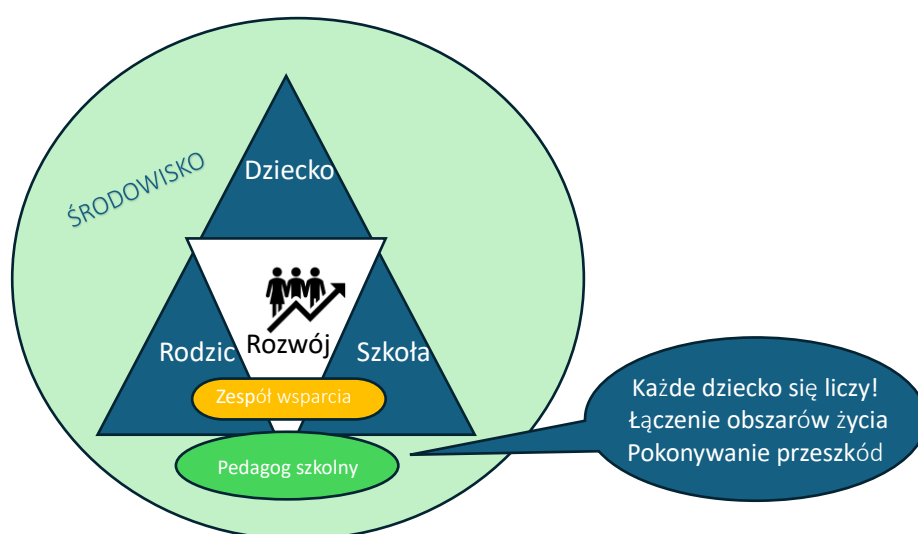 ŚRODOWISKO
Dziecko
Rodzic
Rozwój
Szkoła
Zespół wsparcia
Pedagog szkolny
Każde dziecko się liczy!
Łączenie obszarów życia
Pokonywanie przeszkód